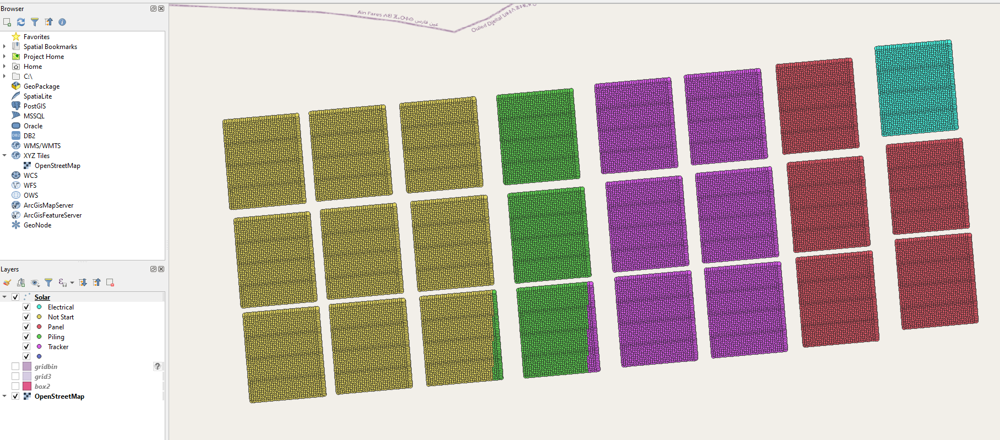 Browser
Favorites
Spatial Bookmarks
Project Home
Home
C:\
GeoPackage
SpatiaLite
PostGIS
MSSQL
Oracle
DB2
DB2
WMS/WMTS
XYZ Tiles
OpenStreetMap
WCS
WFS
OWS
ArcGisMapServer
ArcGisFeatureServer
GeoNode
Layers
Solar
Electrical
Not Start
Panel
Piling
Tracker
gridbin ?
grid3
box2
OpenStreetMap
Ain Fares عين فارس
Ouled Djellal